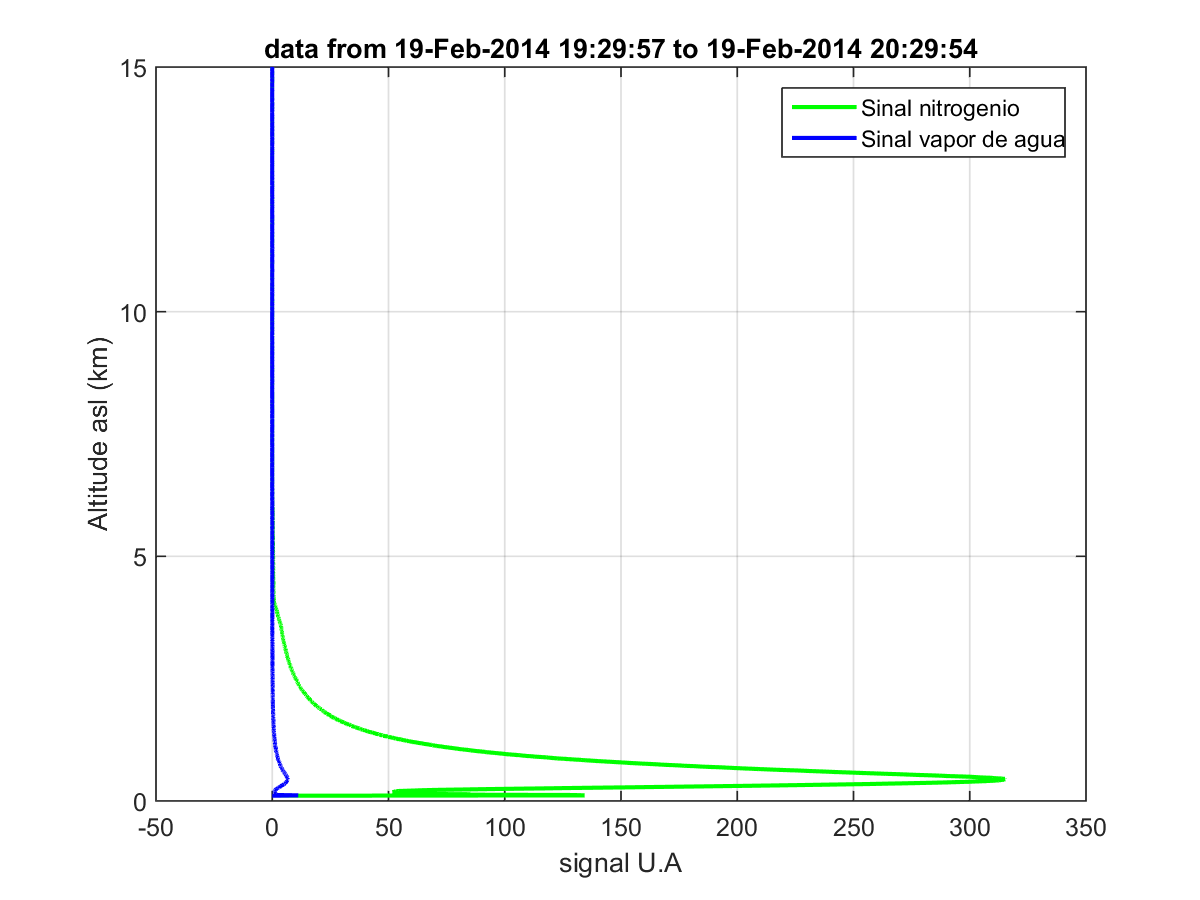 data from 19-Feb-2014 19:29:57 to 19-Feb-2014 20:29:54
Sinal nitrogenio
Sinal vapor de agua
Altitude asl (km)
15
10
5
0
-50 0 50 100 150 200 250 300 350
signal U.A